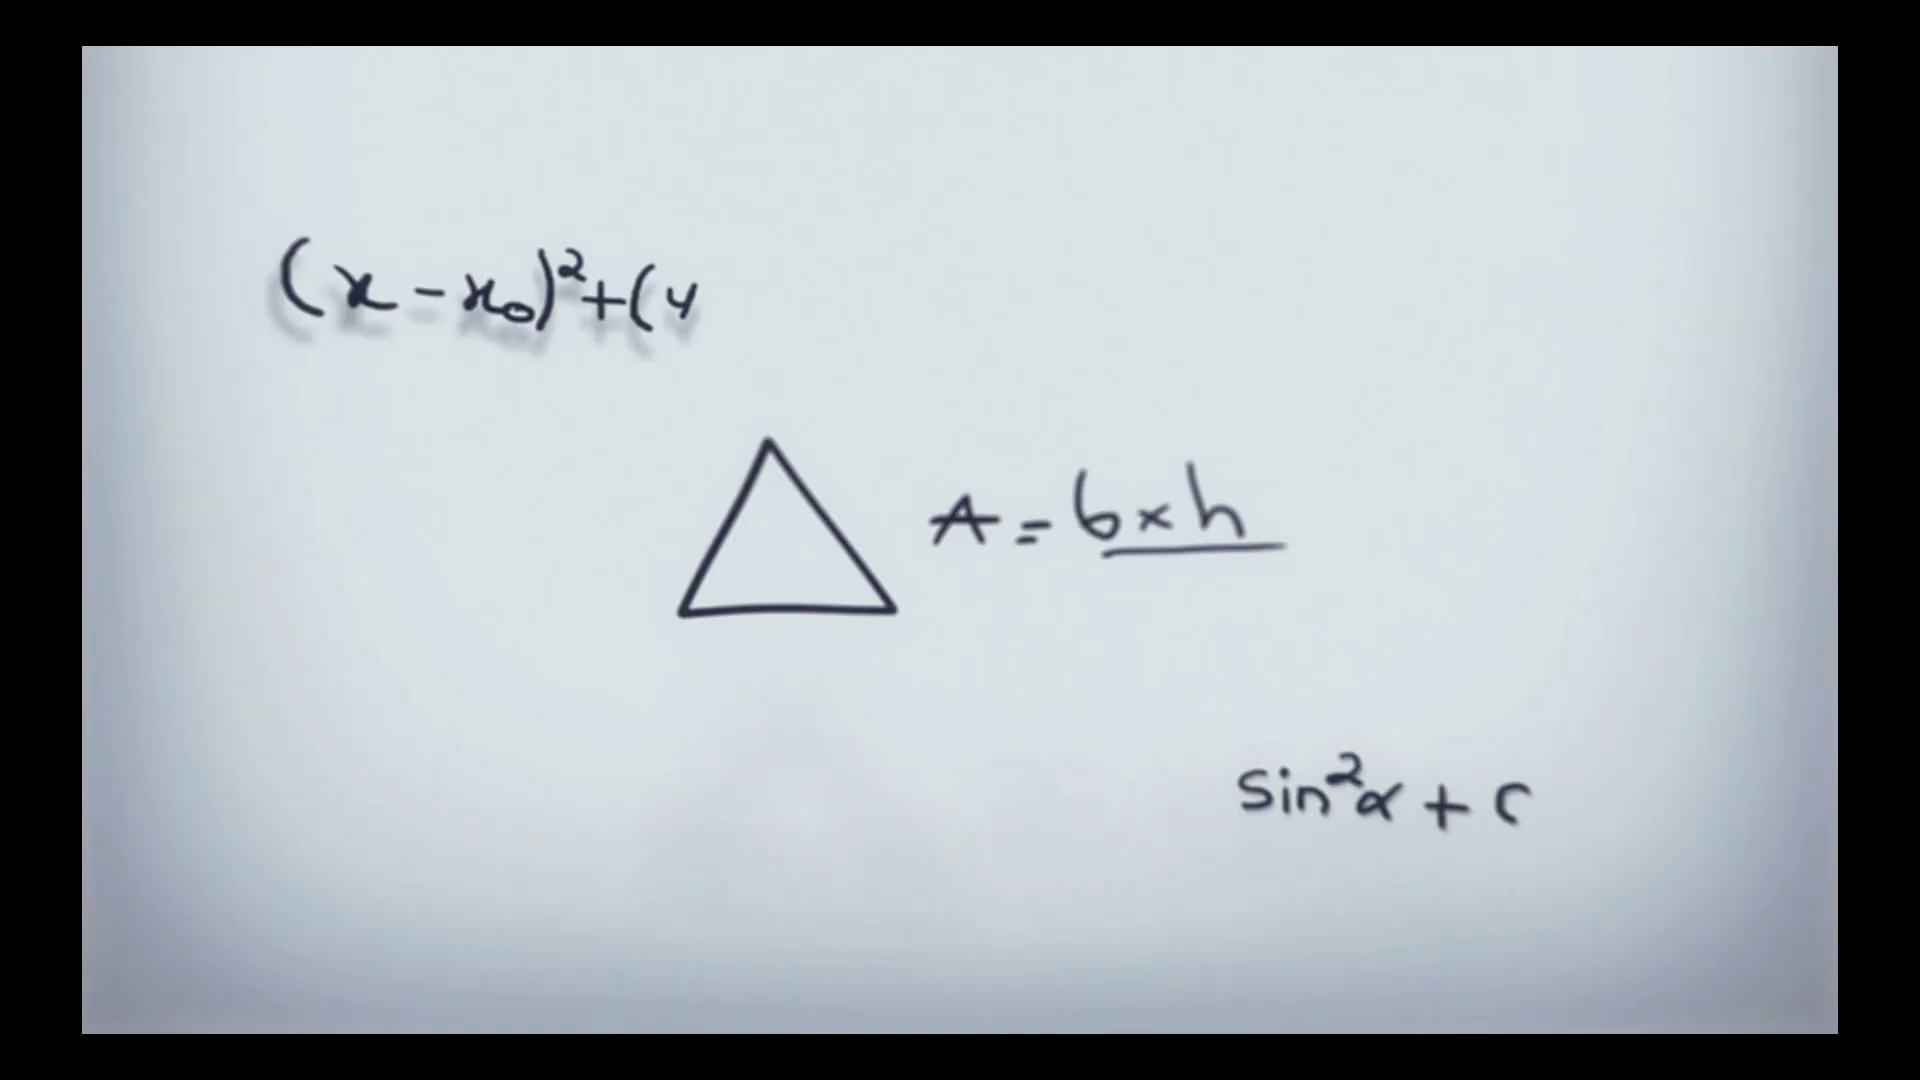 (x - x₀)² + (y
A = b × h
sin²α + c